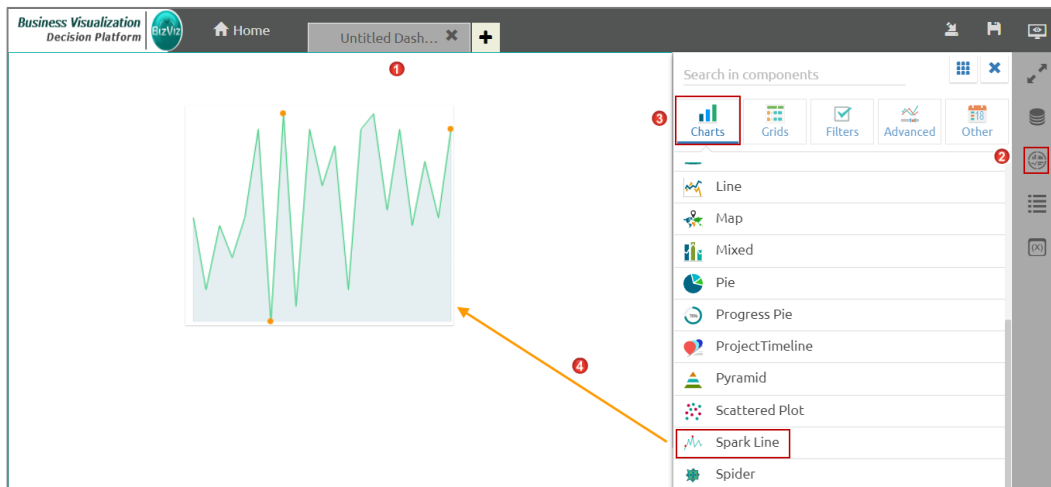 Business Visualization
Decision Platform
BizViz
Home
Untitled Dash...
1
Search in components
3
Charts
Grids
Filters
Advanced
18
Other
2
Line
Map
Mixed
(x)
Pie
Progress Pie
ProjectTimeline
4
Pyramid
Scattered Plot
Spark Line
Spider